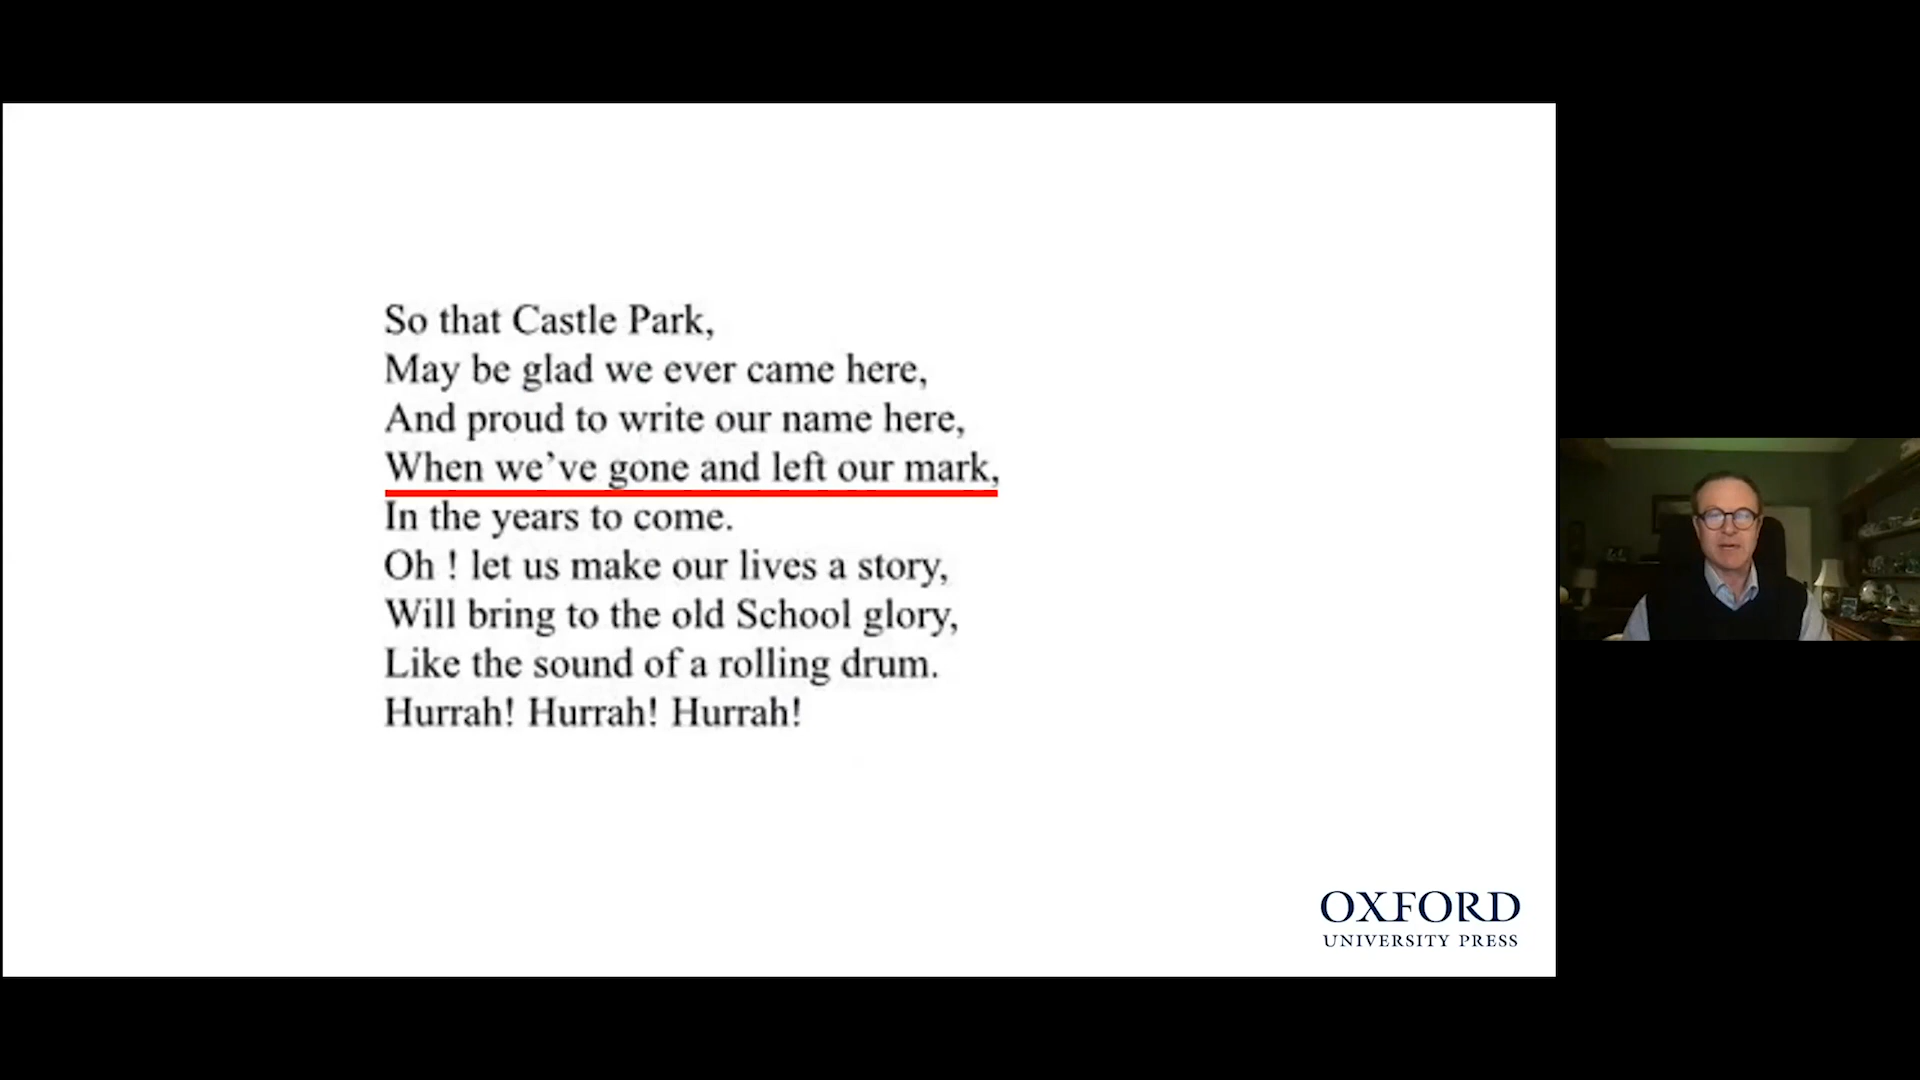 So that Castle Park,
May be glad we ever came here,
And proud to write our name here,
When we’ve gone and left our mark,
In the years to come.
Oh ! let us make our lives a story,
Will bring to the old School glory,
Like the sound of a rolling drum.
Hurrah! Hurrah! Hurrah!
OXFORD
UNIVERSITY PRESS